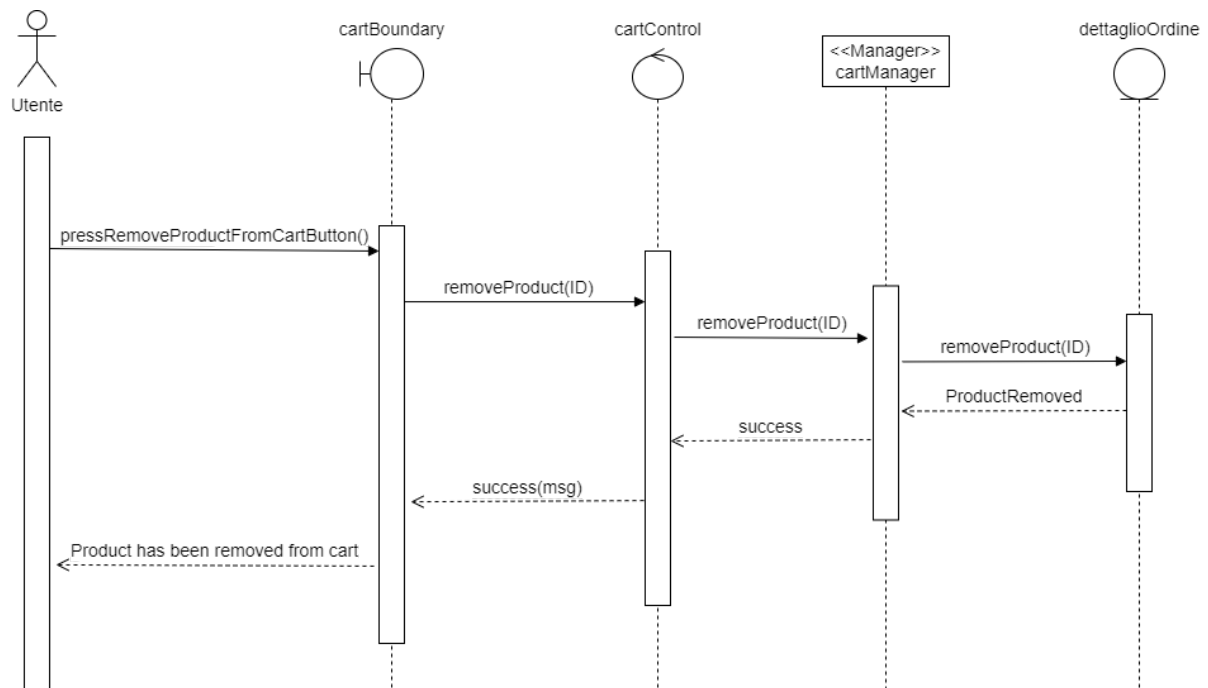 cartBoundary
cartControl
<<Manager>>
cartManager
dettaglioOrdine
Utente
pressRemoveProductFromCartButton()
removeProduct(ID)
removeProduct(ID)
removeProduct(ID)
ProductRemoved
success
success(msg)
Product has been removed from cart